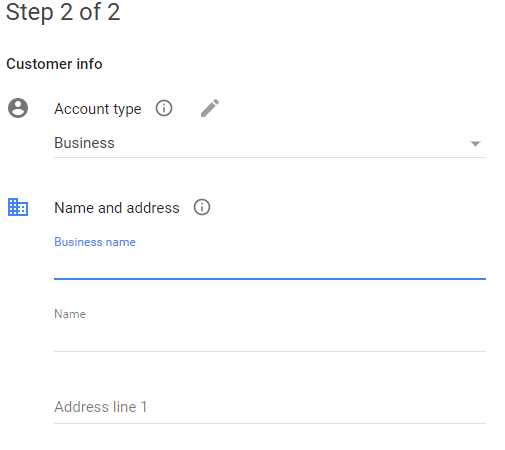 Step 2 of 2
Customer info
Account type
Business
Name and address
Business name
Name
Address line 1